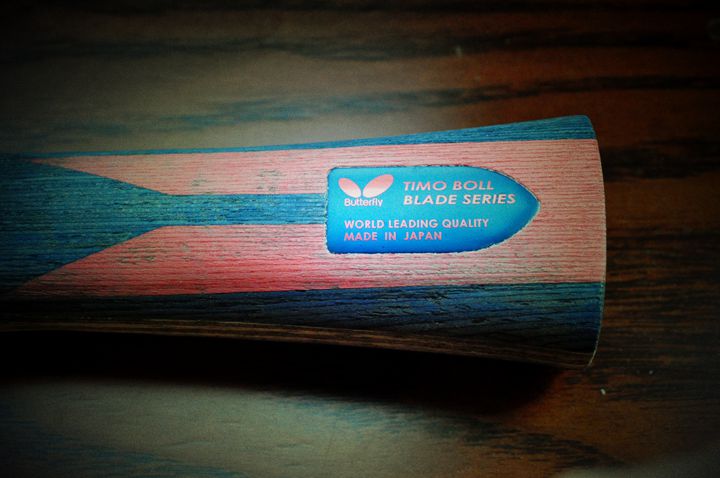 Butterfly
TIMO BOLL
BLADE SERIES
WORLD LEADING QUALITY
MADE IN JAPAN